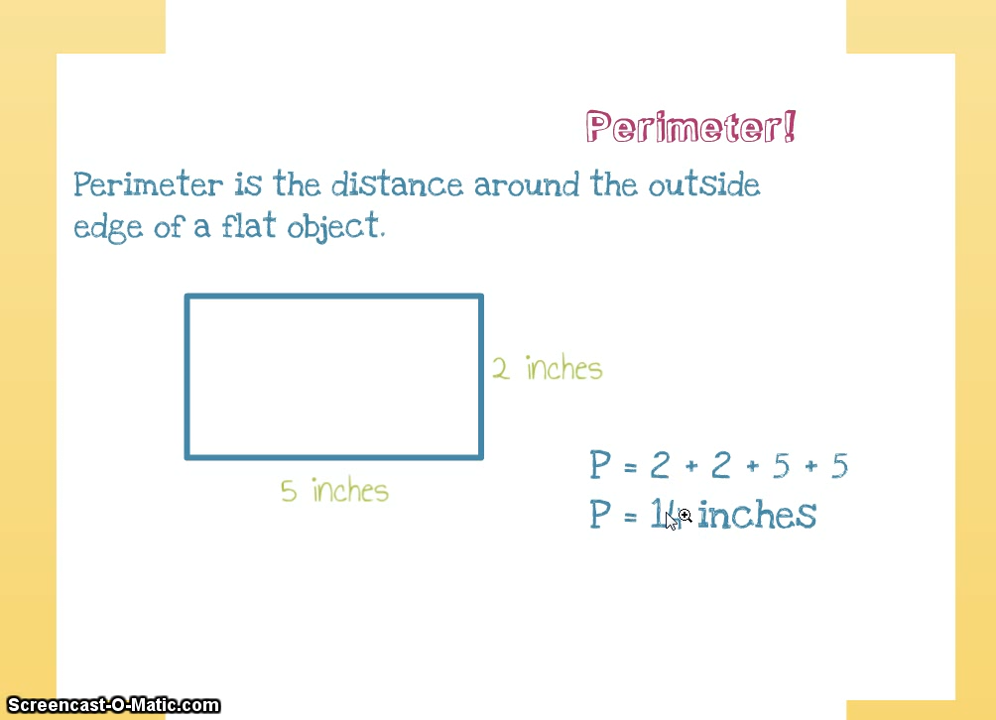 Perimeter!
Perimeter is the distance around the outside
edge of a flat object.
2 inches
5 inches
P = 2 + 2 + 5 + 5
P = 14 inches
Screencast-O-Matic.com